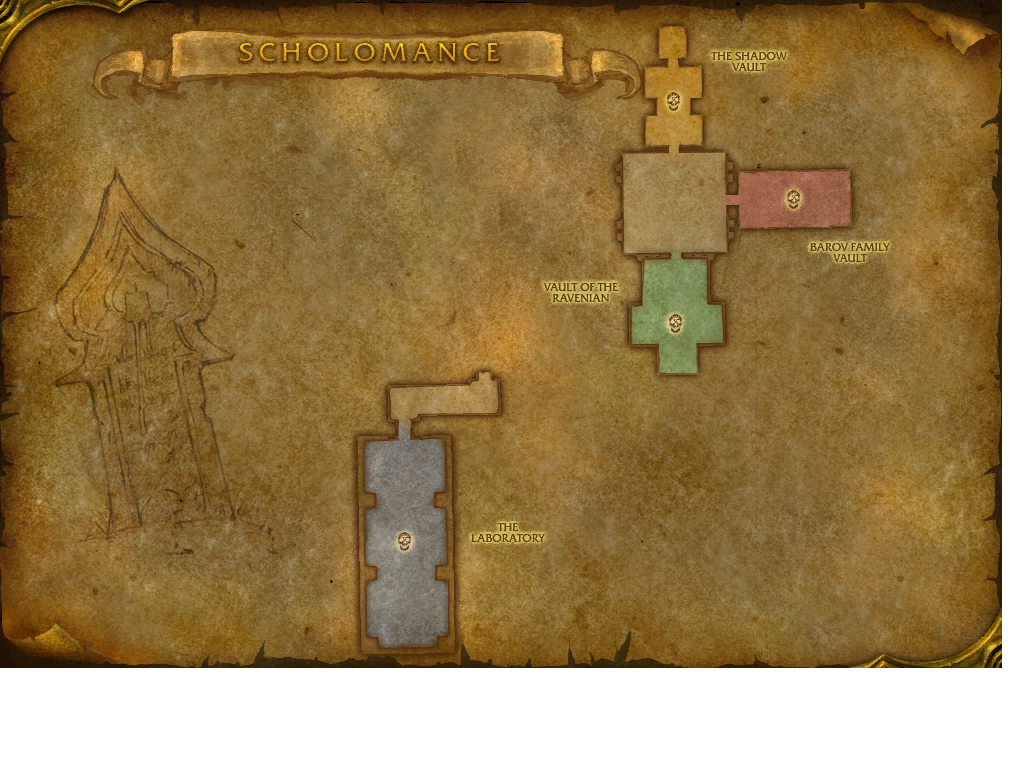 SCHOLOMANCE
THE SHADOW
VAULT
BAROV FAMILY
VAULT
VAULT OF THE
RAVENIAN
THE
LABORATORY